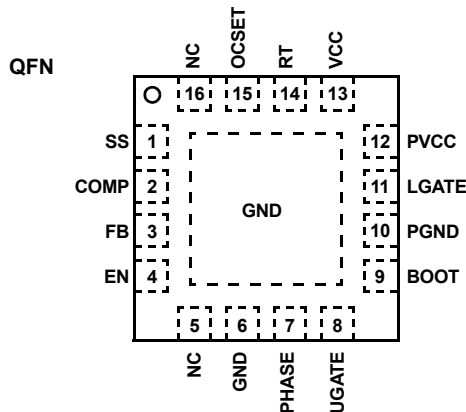 QFN
NC
OCSET
RT
VCC
16
15
14
13
SS
1
12
PVCC
COMP
2
11
LGATE
GND
FB
3
10
PGND
EN
4
9
BOOT
5
6
7
8
NC
GND
PHASE
UGATE